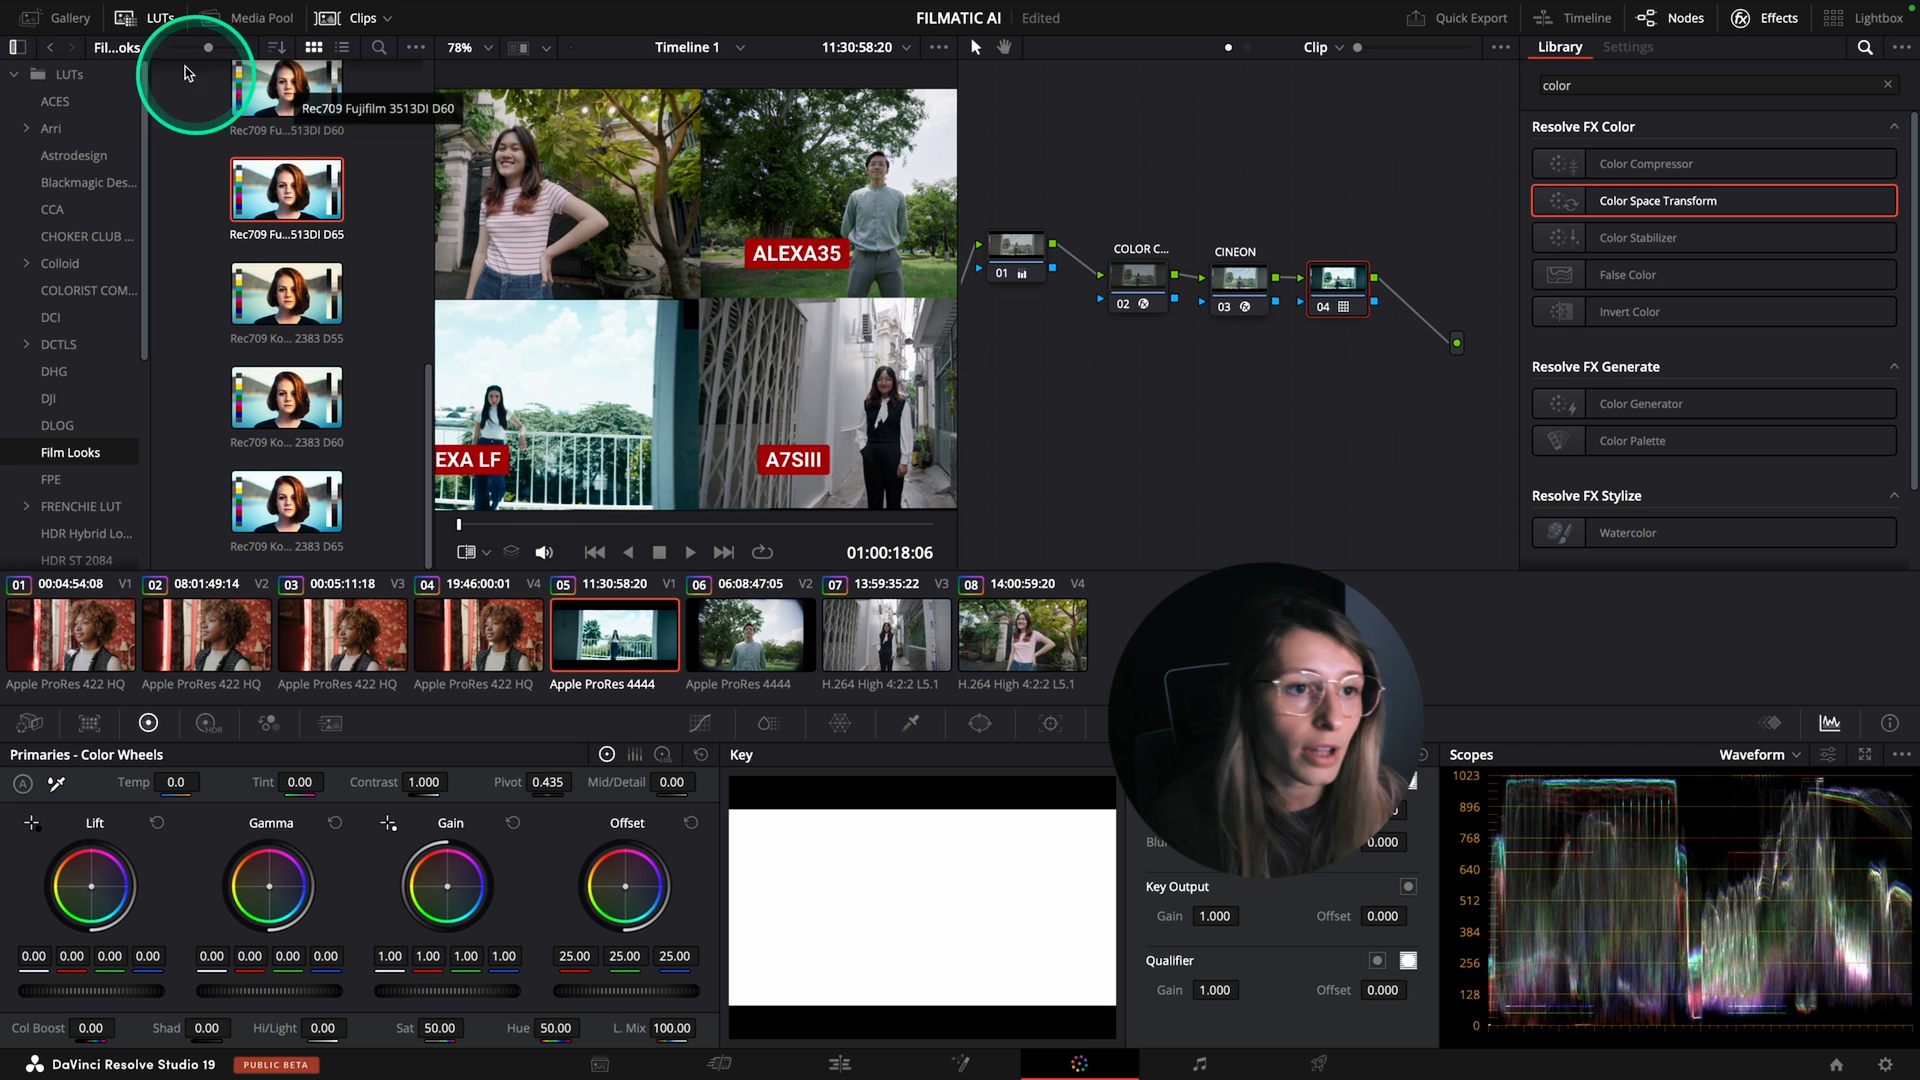 Gallery
LUTs
Media Pool
Clips
FILMATIC AI
Edited
Quick Export
Timeline
Nodes
Effects
Lightbox
Fil...oks
78%
Timeline 1
11:30:58:20
Clip
Library
Settings
LUTs
ACES
Arri
Astrodesign
Blackmagic Des...
CCA
CHOKER CLUB ...
Colloid
COLORIST COM...
DCI
DCTLS
DHG
DJI
DLOG
Film Looks
FPE
FRENCHIE LUT
HDR Hybrid Lo...
HDR ST 2084
Rec709 Fujifilm 3513DI D60
Rec709 Fu...513DI D60
Rec709 Fu...513DI D65
Rec709 Ko... 2383 D55
Rec709 Ko... 2383 D60
Rec709 Ko... 2383 D65
ALEXA35
EXA LF
A7SIII
01:00:18:06
01
COLOR C...
02
CINEON
03
04
color
Resolve FX Color
Color Compressor
Color Space Transform
Color Stabilizer
False Color
Invert Color
Resolve FX Generate
Color Generator
Color Palette
Resolve FX Stylize
Watercolor
01 00:04:54:08 V1
02 08:01:49:14 V2
03 00:05:11:18 V3
04 19:46:00:01 V4
05 11:30:58:20 V1
06 06:08:47:05 V2
07 13:59:35:22 V3
08 14:00:59:20 V4
Apple ProRes 422 HQ
Apple ProRes 422 HQ
Apple ProRes 422 HQ
Apple ProRes 422 HQ
Apple ProRes 4444
Apple ProRes 4444
H.264 High 4:2:2 L5.1
H.264 High 4:2:2 L5.1
HDR
Primaries - Color Wheels
LOG
A
Temp 0.0
Tint 0.00
Contrast 1.000
Pivot 0.435
Mid/Detail 0.00
Lift
Gamma
Gain
Offset
0.00 0.00 0.00 0.00
0.00 0.00 0.00 0.00
1.00 1.00 1.00 1.00
25.00 25.00 25.00
Col Boost 0.00
Shad 0.00
Hi/Light 0.00
Sat 50.00
Hue 50.00
L. Mix 100.00
Key
0.000
Key Output
Gain 1.000
Offset 0.000
Qualifier
Gain 1.000
Offset 0.000
Scopes
Waveform
1023
896
768
640
512
384
256
128
0
DaVinci Resolve Studio 19
PUBLIC BETA